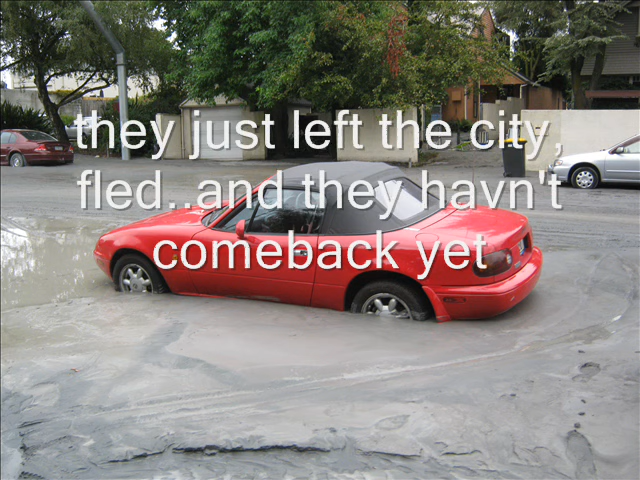 they just left the city,
fled..and they havn't
comeback yet